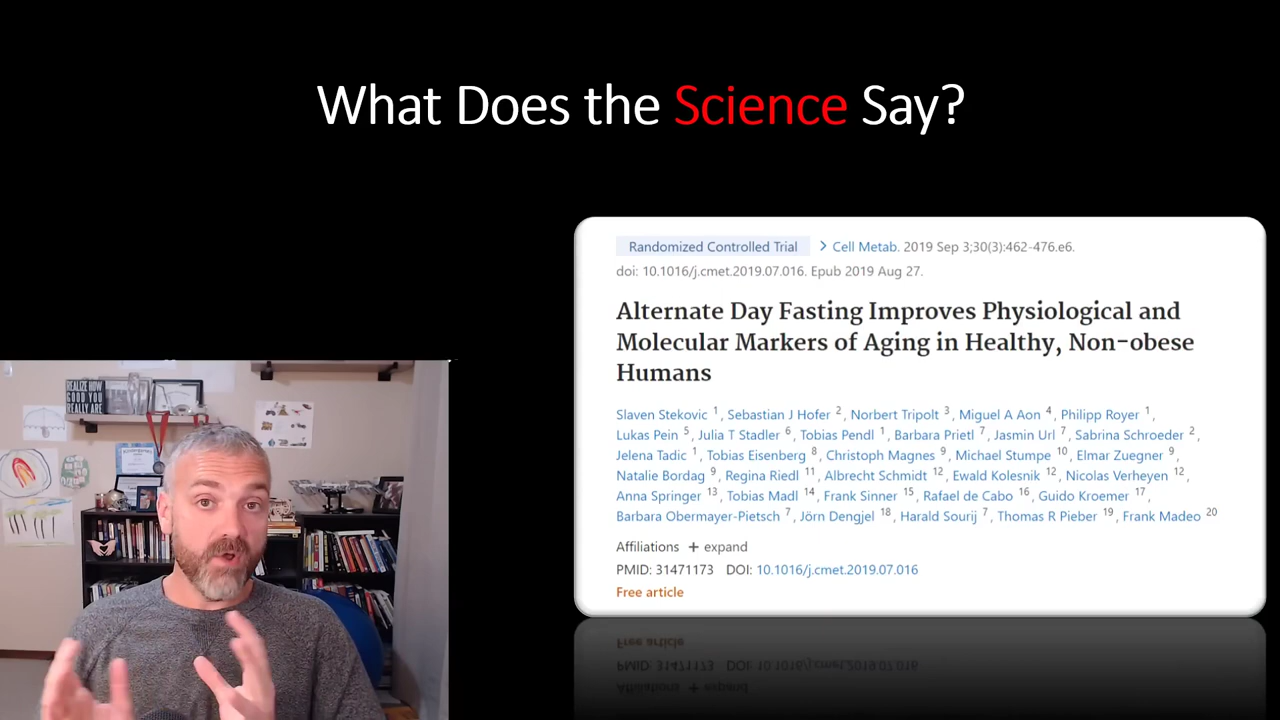 What Does the Science Say?
Randomized Controlled Trial > Cell Metab. 2019 Sep 3;30(3):462-476.e6.
doi: 10.1016/j.cmet.2019.07.016. Epub 2019 Aug 27.
Alternate Day Fasting Improves Physiological and
Molecular Markers of Aging in Healthy, Non-obese
Humans
Slaven Stekovic 1, Sebastian J Hofer 2, Norbert Tripolt 3, Miguel A Aon 4, Philipp Royer 1,
Lukas Pein 5, Julia T Stadler 6, Tobias Pendl 1, Barbara Prietl 7, Jasmin Url 7, Sabrina Schroeder 2,
Jelena Tadic 1, Tobias Eisenberg 8, Christoph Magnes 9, Michael Stumpe 10, Elmar Zuegner 9,
Natalie Bordag 9, Regina Riedl 11, Albrecht Schmidt 12, Ewald Kolesnik 12, Nicolas Verheyen 12,
Anna Springer 13, Tobias Madl 14, Frank Sinner 15, Rafael de Cabo 16, Guido Kroemer 17,
Barbara Obermayer-Pietsch 7, Jörn Dengjel 18, Harald Sourij 7, Thomas R Pieber 19, Frank Madeo 20
Affiliations + expand
PMID: 31471173 DOI: 10.1016/j.cmet.2019.07.016
Free article
REALIZE HOW
GOOD YOU
REALLY ARE